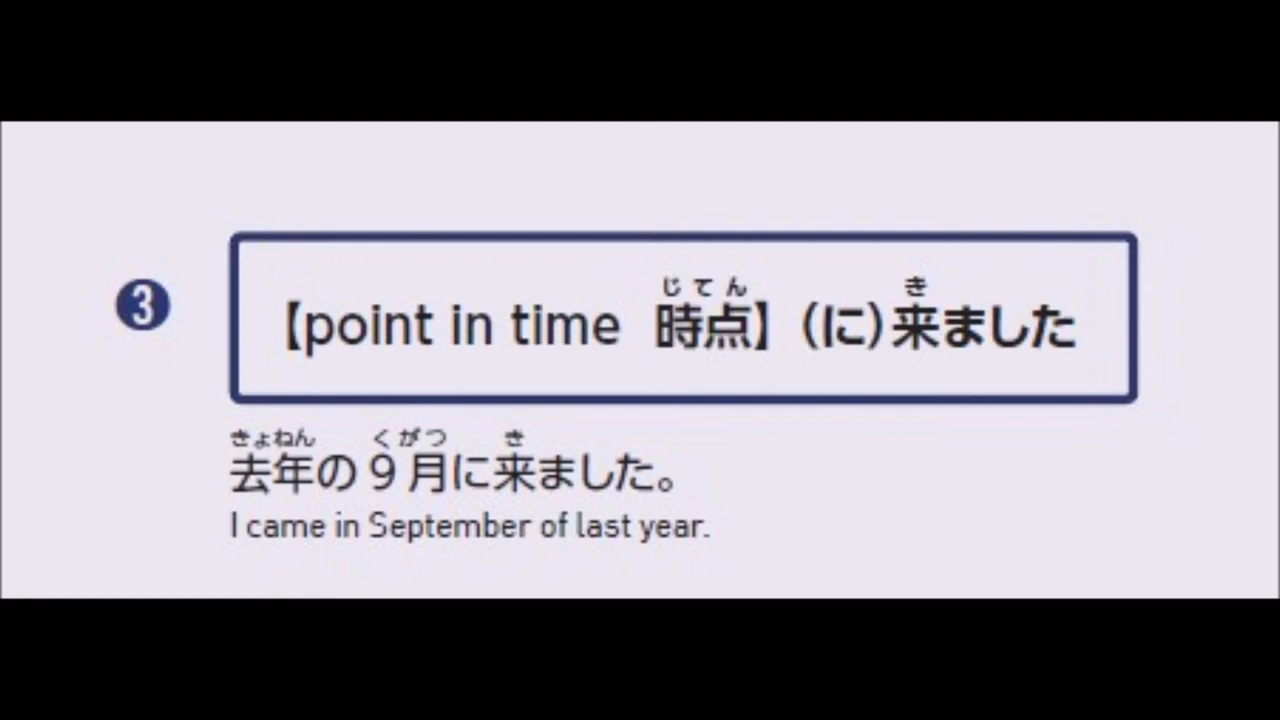 3
じてん き
【point in time 時点】(に)来ました
きょねん くがつ き
去年の9月に来ました。
I came in September of last year.